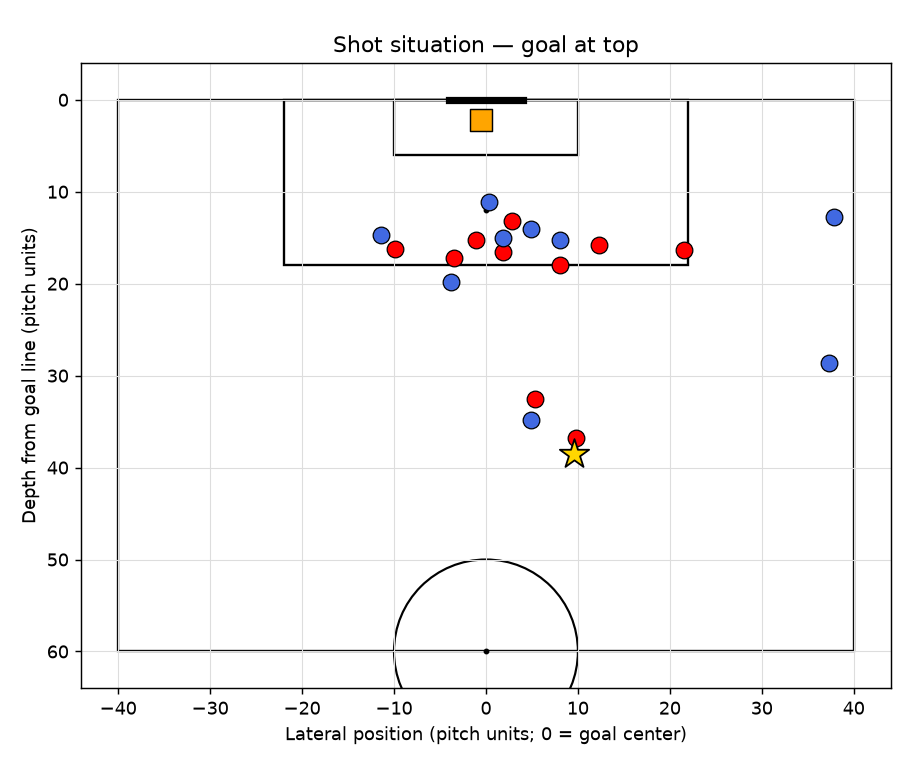 Shot situation — goal at top
0
10
20
30
40
50
60
Depth from goal line (pitch units)
−40 −30 −20 −10 0 10 20 30 40
Lateral position (pitch units; 0 = goal center)